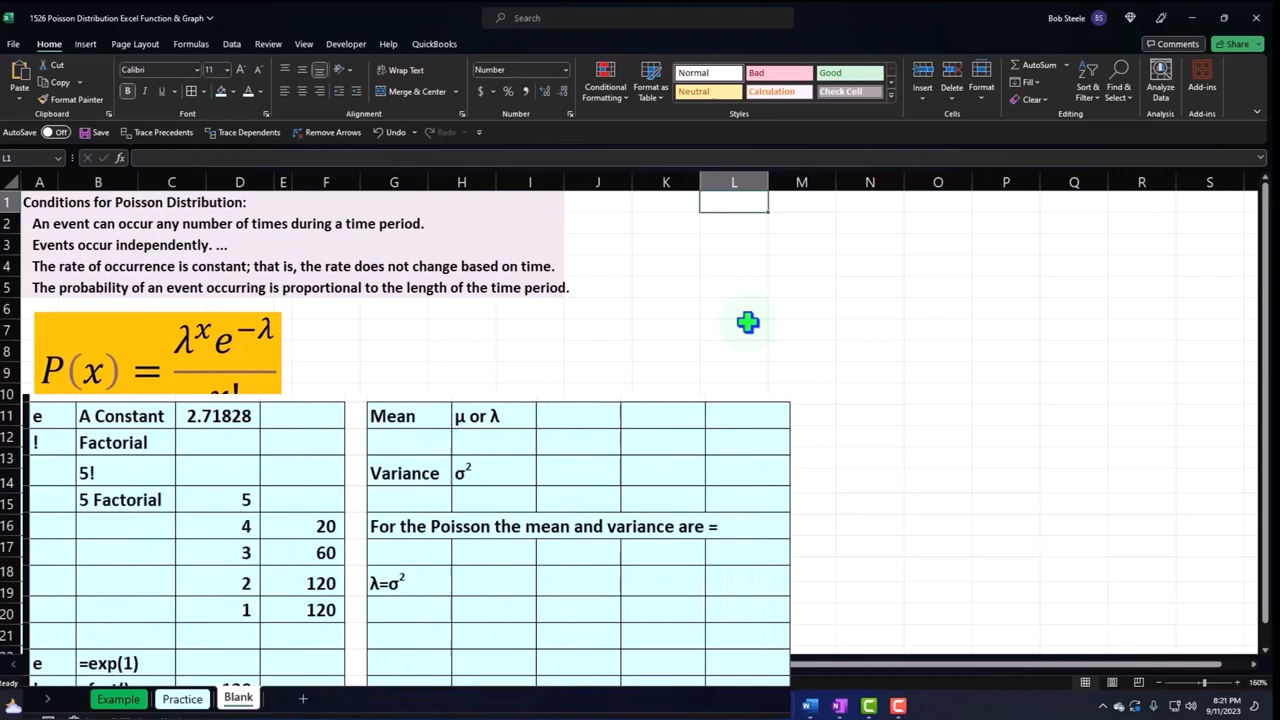 1526 Poisson Distribution Excel Function & Graph
Search
Bob Steele BS
File Home Insert Page Layout Formulas Data Review View Developer Help QuickBooks
Comments Share
Paste
Cut
Copy
Format Painter
Clipboard
Calibri 11
B I U
Font
Wrap Text
Merge & Center
Alignment
Number
$ % ,
Number
Conditional Formatting
Format as Table
Normal Bad Good
Neutral Calculation Check Cell
Styles
Insert Delete Format
Cells
AutoSum
Fill
Clear
Sort & Filter
Find & Select
Editing
Analyze Data
Analysis
Add-ins
Add-ins
AutoSave Off Save Trace Precedents Trace Dependents Remove Arrows Undo Redo
L1 fx
A B C D E F G H I J K L M N O P Q R S
1 Conditions for Poisson Distribution:
2 An event can occur any number of times during a time period.
3 Events occur independently. ...
4 The rate of occurrence is constant; that is, the rate does not change based on time.
5 The probability of an event occurring is proportional to the length of the time period.
6
7
8
9
10
P(x) = λ^x e^−λ
11 e A Constant 2.71828 Mean μ or λ
12 ! Factorial
13 5! Variance σ²
14
15 5 Factorial 5
16 4 20 For the Poisson the mean and variance are =
17 3 60
18 2 120 λ=σ²
19
20 1 120
21
e =exp(1)
Example Practice Blank +
Ready
160%
8:21 PM
9/11/2023